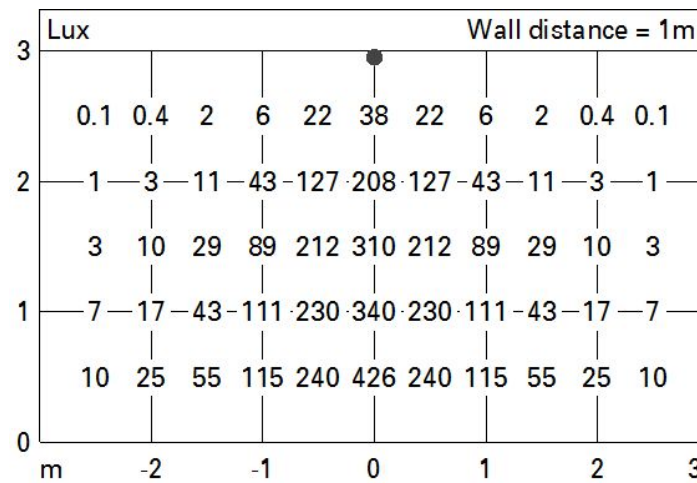 Lux Wall distance = 1m
3
0.1 0.4 2 6 22 38 22 6 2 0.4 0.1
2 1 3 11 43 127 208 127 43 11 3 1
3 10 29 89 212 310 212 89 29 10 3
1 7 17 43 111 230 340 230 111 43 17 7
10 25 55 115 240 426 240 115 55 25 10
0
m -2 -1 0 1 2 3